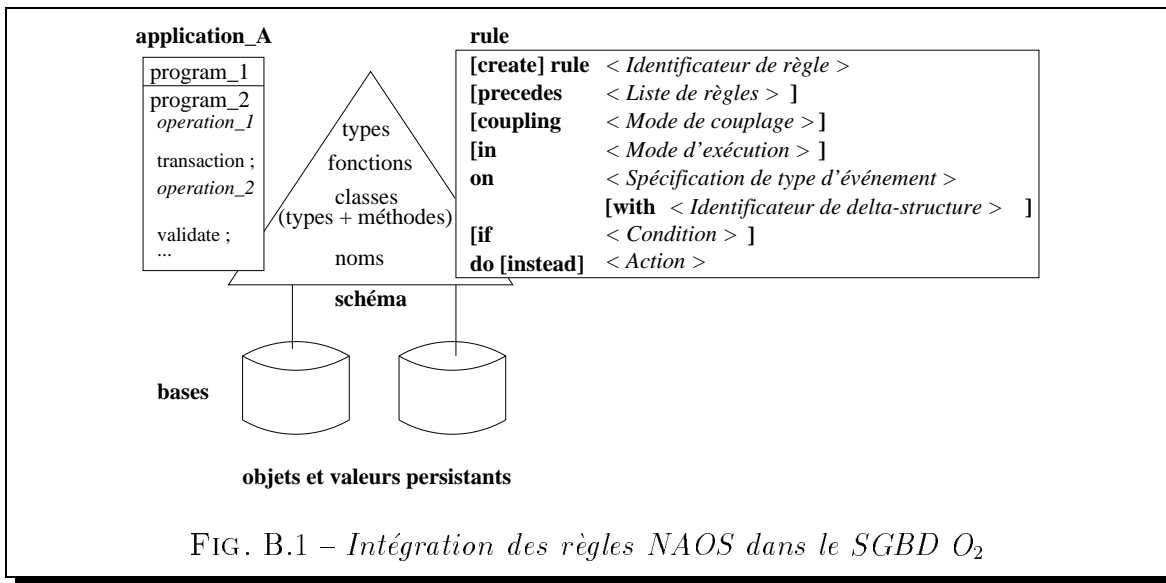 application_A
program_1
program_2
operation_1
transaction ;
operation_2
validate ;
...
types
fonctions
classes
(types + méthodes)
noms
schéma
rule
[create] rule < Identificateur de règle >
[precedes < Liste de règles > ]
[coupling < Mode de couplage > ]
[in < Mode d'exécution > ]
on < Spécification de type d'événement >
[with < Identificateur de delta-structure > ]
[if < Condition > ]
do [instead] < Action >
bases
objets et valeurs persistants
FIG. B.1 – Intégration des règles NAOS dans le SGBD O₂